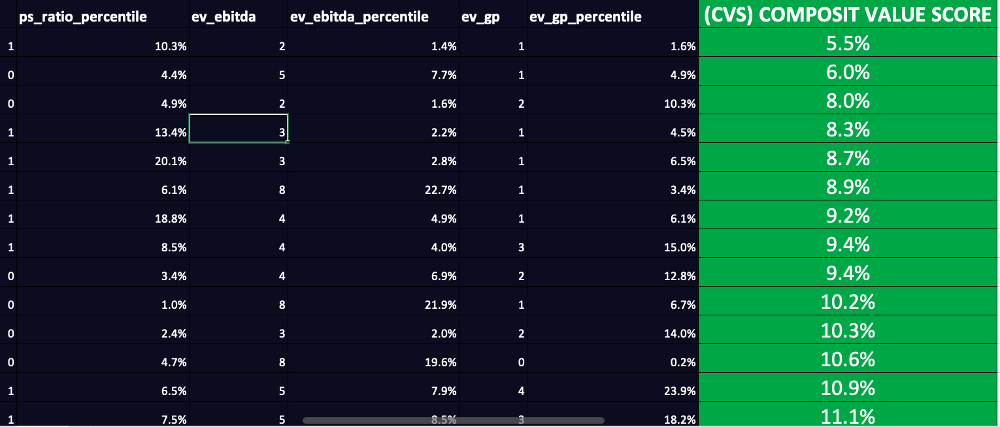 ps_ratio_percentile ev_ebitda ev_ebitda_percentile ev_gp ev_gp_percentile (CVS) COMPOSIT VALUE SCORE
1 10.3% 2 1.4% 1 1.6% 5.5%
0 4.4% 5 7.7% 1 4.9% 6.0%
0 4.9% 2 1.6% 2 10.3% 8.0%
1 13.4% 3 2.2% 1 4.5% 8.3%
1 20.1% 3 2.8% 1 6.5% 8.7%
1 6.1% 8 22.7% 1 3.4% 8.9%
1 18.8% 4 4.9% 1 6.1% 9.2%
1 8.5% 4 4.0% 3 15.0% 9.4%
0 3.4% 4 6.9% 2 12.8% 9.4%
0 1.0% 8 21.9% 1 6.7% 10.2%
0 2.4% 3 2.0% 2 14.0% 10.3%
0 4.7% 8 19.6% 0 0.2% 10.6%
1 6.5% 5 7.9% 4 23.9% 10.9%
1 7.5% 5 8.5% 3 18.2% 11.1%